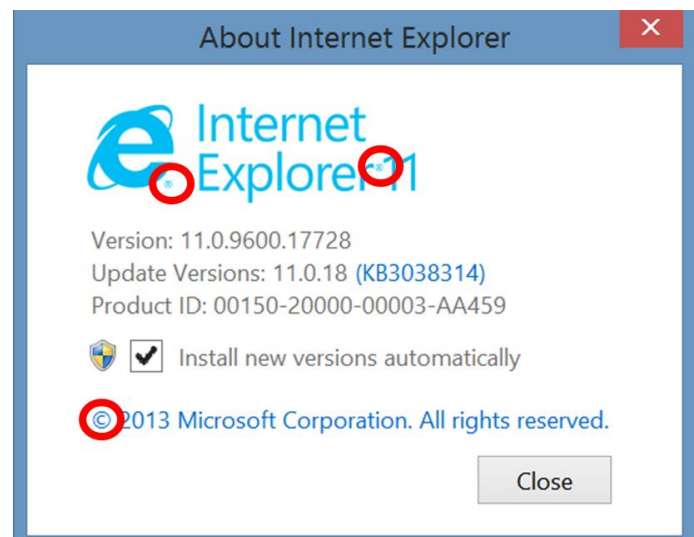 About Internet Explorer
Internet
Explorer®11
®
Version: 11.0.9600.17728
Update Versions: 11.0.18 (KB3038314)
Product ID: 00150-20000-00003-AA459
Install new versions automatically
© 2013 Microsoft Corporation. All rights reserved.
Close